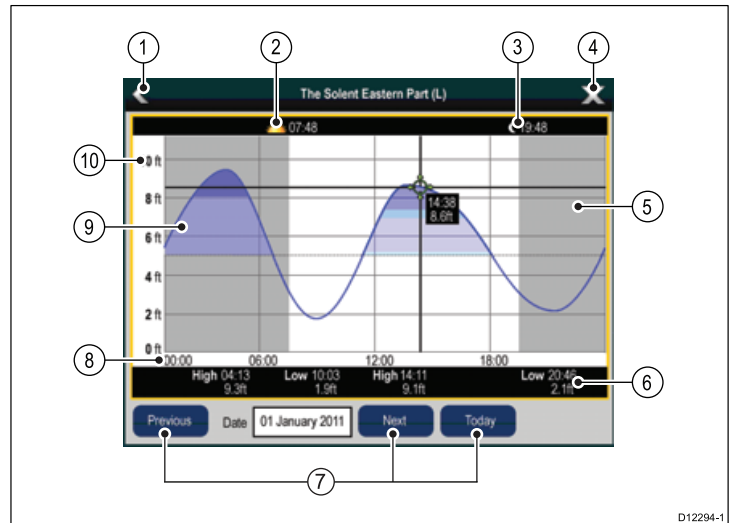 1 2 3 4
The Solent Eastern Part (L)
07:48 19:48
10 0 ft
8 ft
14:38
8.6ft
5
9
6 ft
4 ft
2 ft
0 ft
8 00:00 06:00 12:00 18:00
High 04:13 Low 10:03 High 14:11 Low 20:46
9.3ft 1.9ft 9.1ft 2.1ft
6
Previous Date 01 January 2011 Next Today
7
D12294-1